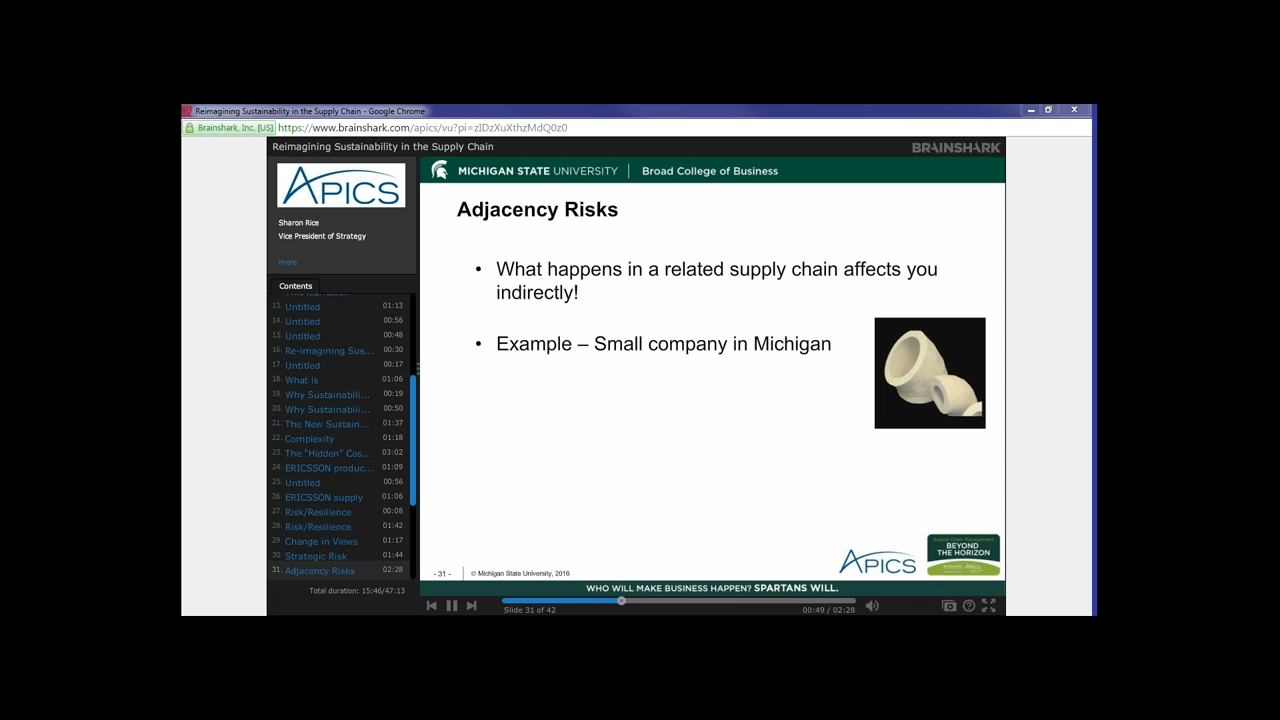 Reimagining Sustainability in the Supply Chain - Google Chrome
Brainshark, Inc. [US]
https://www.brainshark.com/apics/vu?pi=zIDzXuXthzMdQ0z0
Reimagining Sustainability in the Supply Chain
BRAINSHARK
APICS
Sharon Rice
Vice President of Strategy
more
Contents
13. Untitled 01:13
14. Untitled 00:56
15. Untitled 00:48
16. Re-imagining Sus... 00:30
17. Untitled 00:17
18. What is 01:06
19. Why Sustainabili... 00:19
20. Why Sustainabili... 00:50
21. The New Sustain... 01:37
22. Complexity 01:18
23. The "Hidden" Cos... 03:02
24. ERICSSON produc... 01:09
25. Untitled 00:56
26. ERICSSON supply 01:06
27. Risk/Resilience 00:08
28. Risk/Resilience 01:42
29. Change in Views 01:17
30. Strategic Risk 01:44
31. Adjacency Risks 02:28
Total duration: 15:46/47:13
MICHIGAN STATE UNIVERSITY | Broad College of Business
Adjacency Risks
• What happens in a related supply chain affects you
indirectly!
• Example – Small company in Michigan
APICS
Supply Chain Management
BEYOND
THE HORIZON
- 31 -
© Michigan State University, 2016
WHO WILL MAKE BUSINESS HAPPEN? SPARTANS WILL.
Slide 31 of 42
00:49 / 02:28